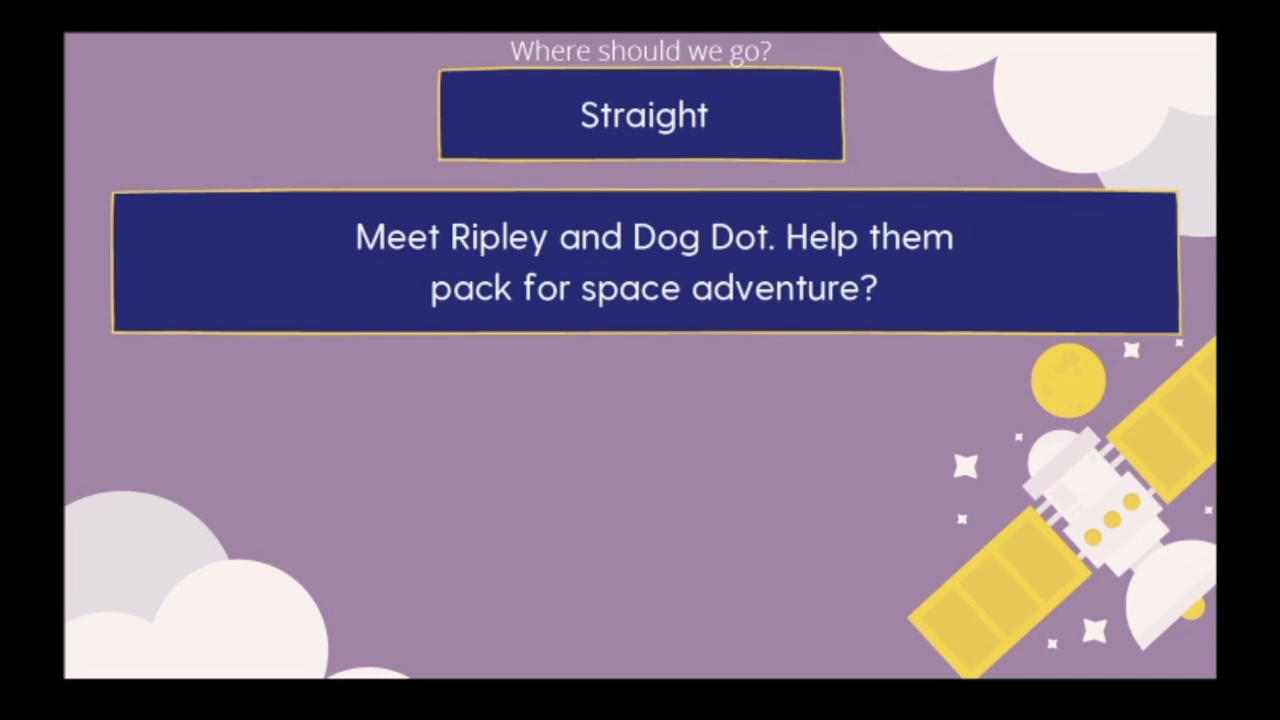 Where should we go?
Straight
Meet Ripley and Dog Dot. Help them
pack for space adventure?